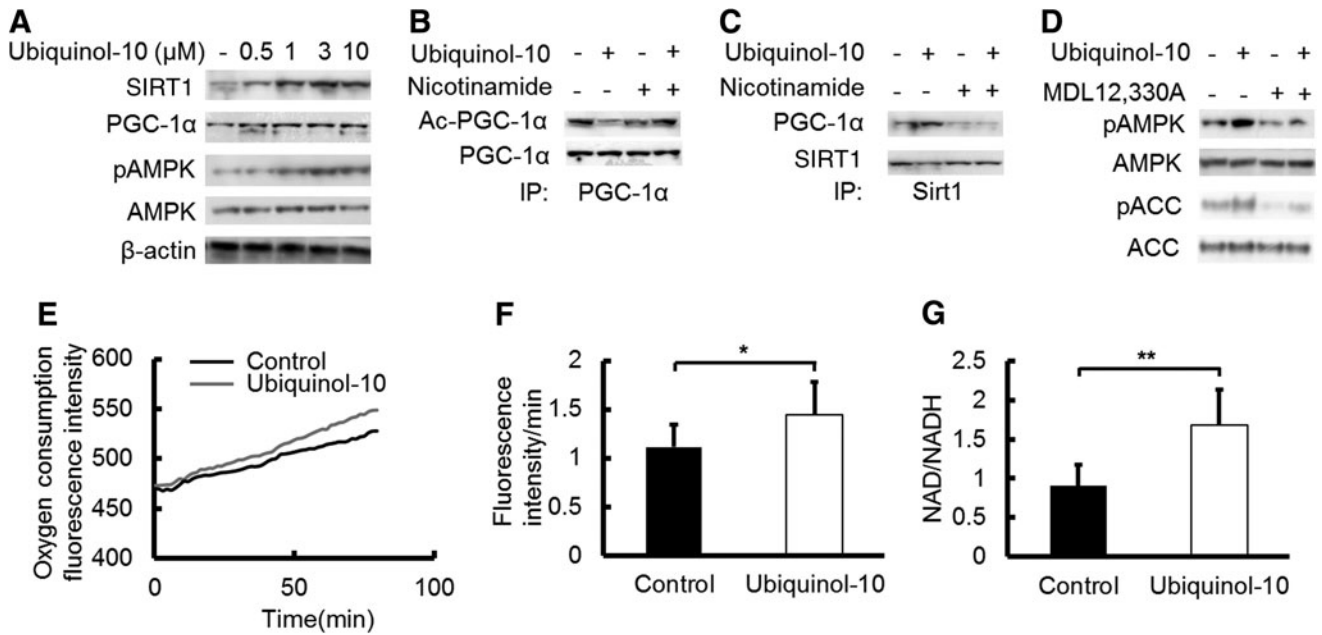 A
Ubiquinol-10 (μM) - 0.5 1 3 10
SIRT1
PGC-1α
pAMPK
AMPK
β-actin
B
Ubiquinol-10 - + - +
Nicotinamide - - + +
Ac-PGC-1α
PGC-1α
IP: PGC-1α
C
Ubiquinol-10 - + - +
Nicotinamide - - + +
PGC-1α
SIRT1
IP: Sirt1
D
Ubiquinol-10 - + - +
MDL12,330A - - + +
pAMPK
AMPK
pACC
ACC
E
Oxygen consumption
fluorescence intensity
600
550
500
450
400
Control
Ubiquinol-10
0 50 100
Time(min)
F
Fluorescence
intensity/min
2
1.5
1
0.5
0
*
Control Ubiquinol-10
G
NAD/NADH
2.5
2
1.5
1
0.5
0
**
Control Ubiquinol-10